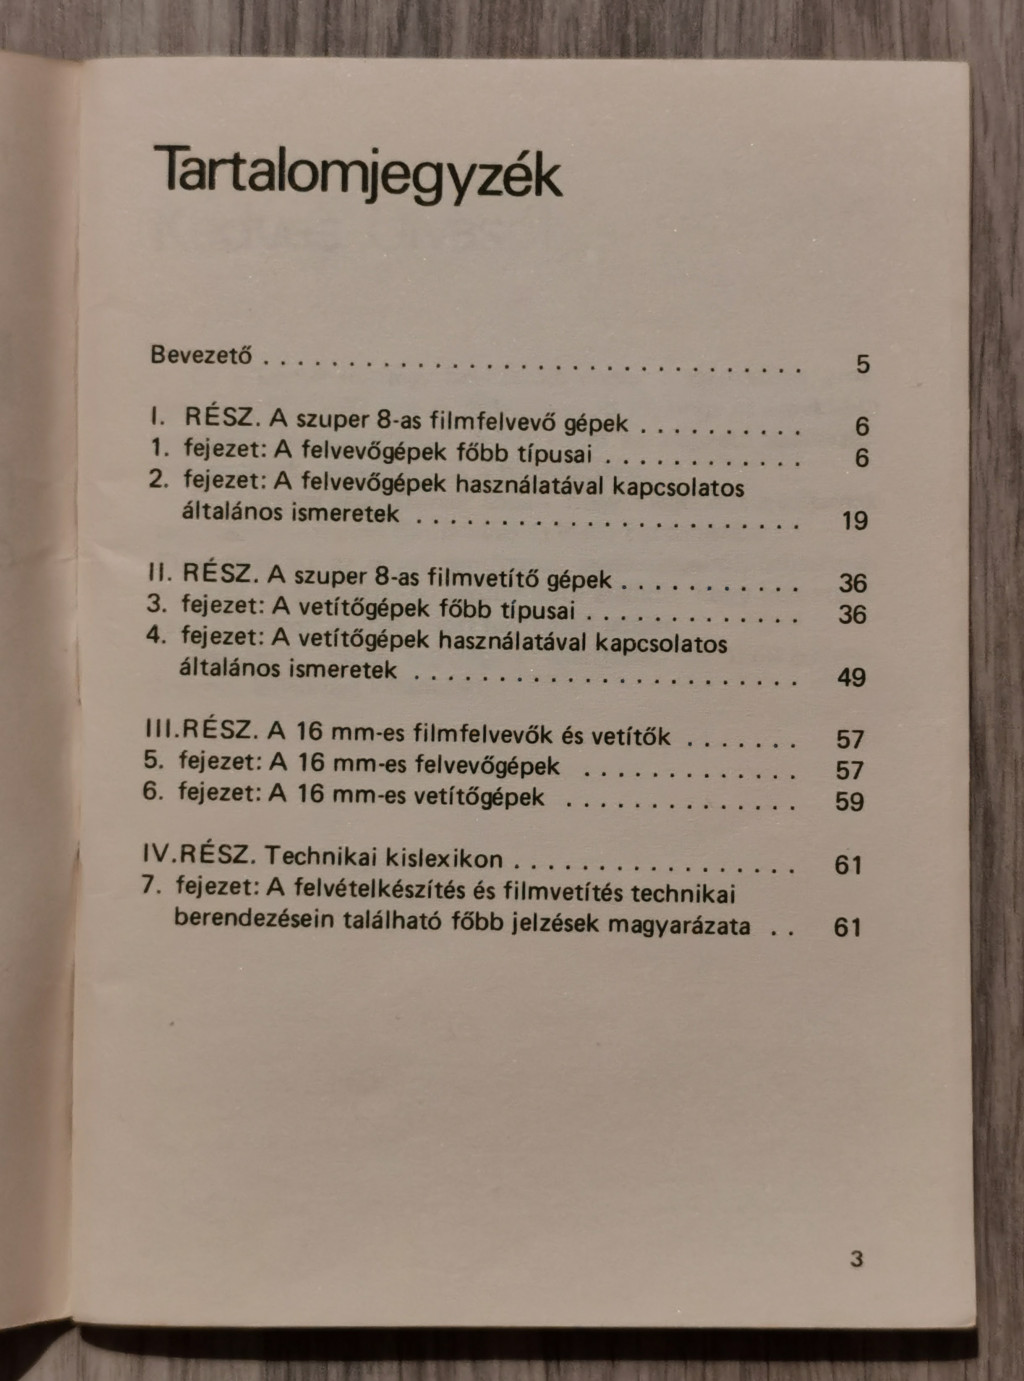 Tartalomjegyzék
Bevezető . . . . . . . . . . . . . . . . . . . . . . . . . . . . . . . . 5
I. RÉSZ. A szuper 8-as filmfelvevő gépek . . . . . . . . . . 6
1. fejezet: A felvevőgépek főbb típusai . . . . . . . . . . . . 6
2. fejezet: A felvevőgépek használatával kapcsolatos
általános ismeretek . . . . . . . . . . . . . . . . . . . . . . . 19
II. RÉSZ. A szuper 8-as filmvetítő gépek . . . . . . . . . . . 36
3. fejezet: A vetítőgépek főbb típusai . . . . . . . . . . . . . 36
4. fejezet: A vetítőgépek használatával kapcsolatos
általános ismeretek . . . . . . . . . . . . . . . . . . . . . . . 49
III.RÉSZ. A 16 mm-es filmfelvevők és vetítők . . . . . . . 57
5. fejezet: A 16 mm-es felvevőgépek . . . . . . . . . . . . . 57
6. fejezet: A 16 mm-es vetítőgépek . . . . . . . . . . . . . . 59
IV.RÉSZ. Technikai kislexikon . . . . . . . . . . . . . . . . . 61
7. fejezet: A felvételkészítés és filmvetítés technikai
berendezésein található főbb jelzések magyarázata . . 61
3